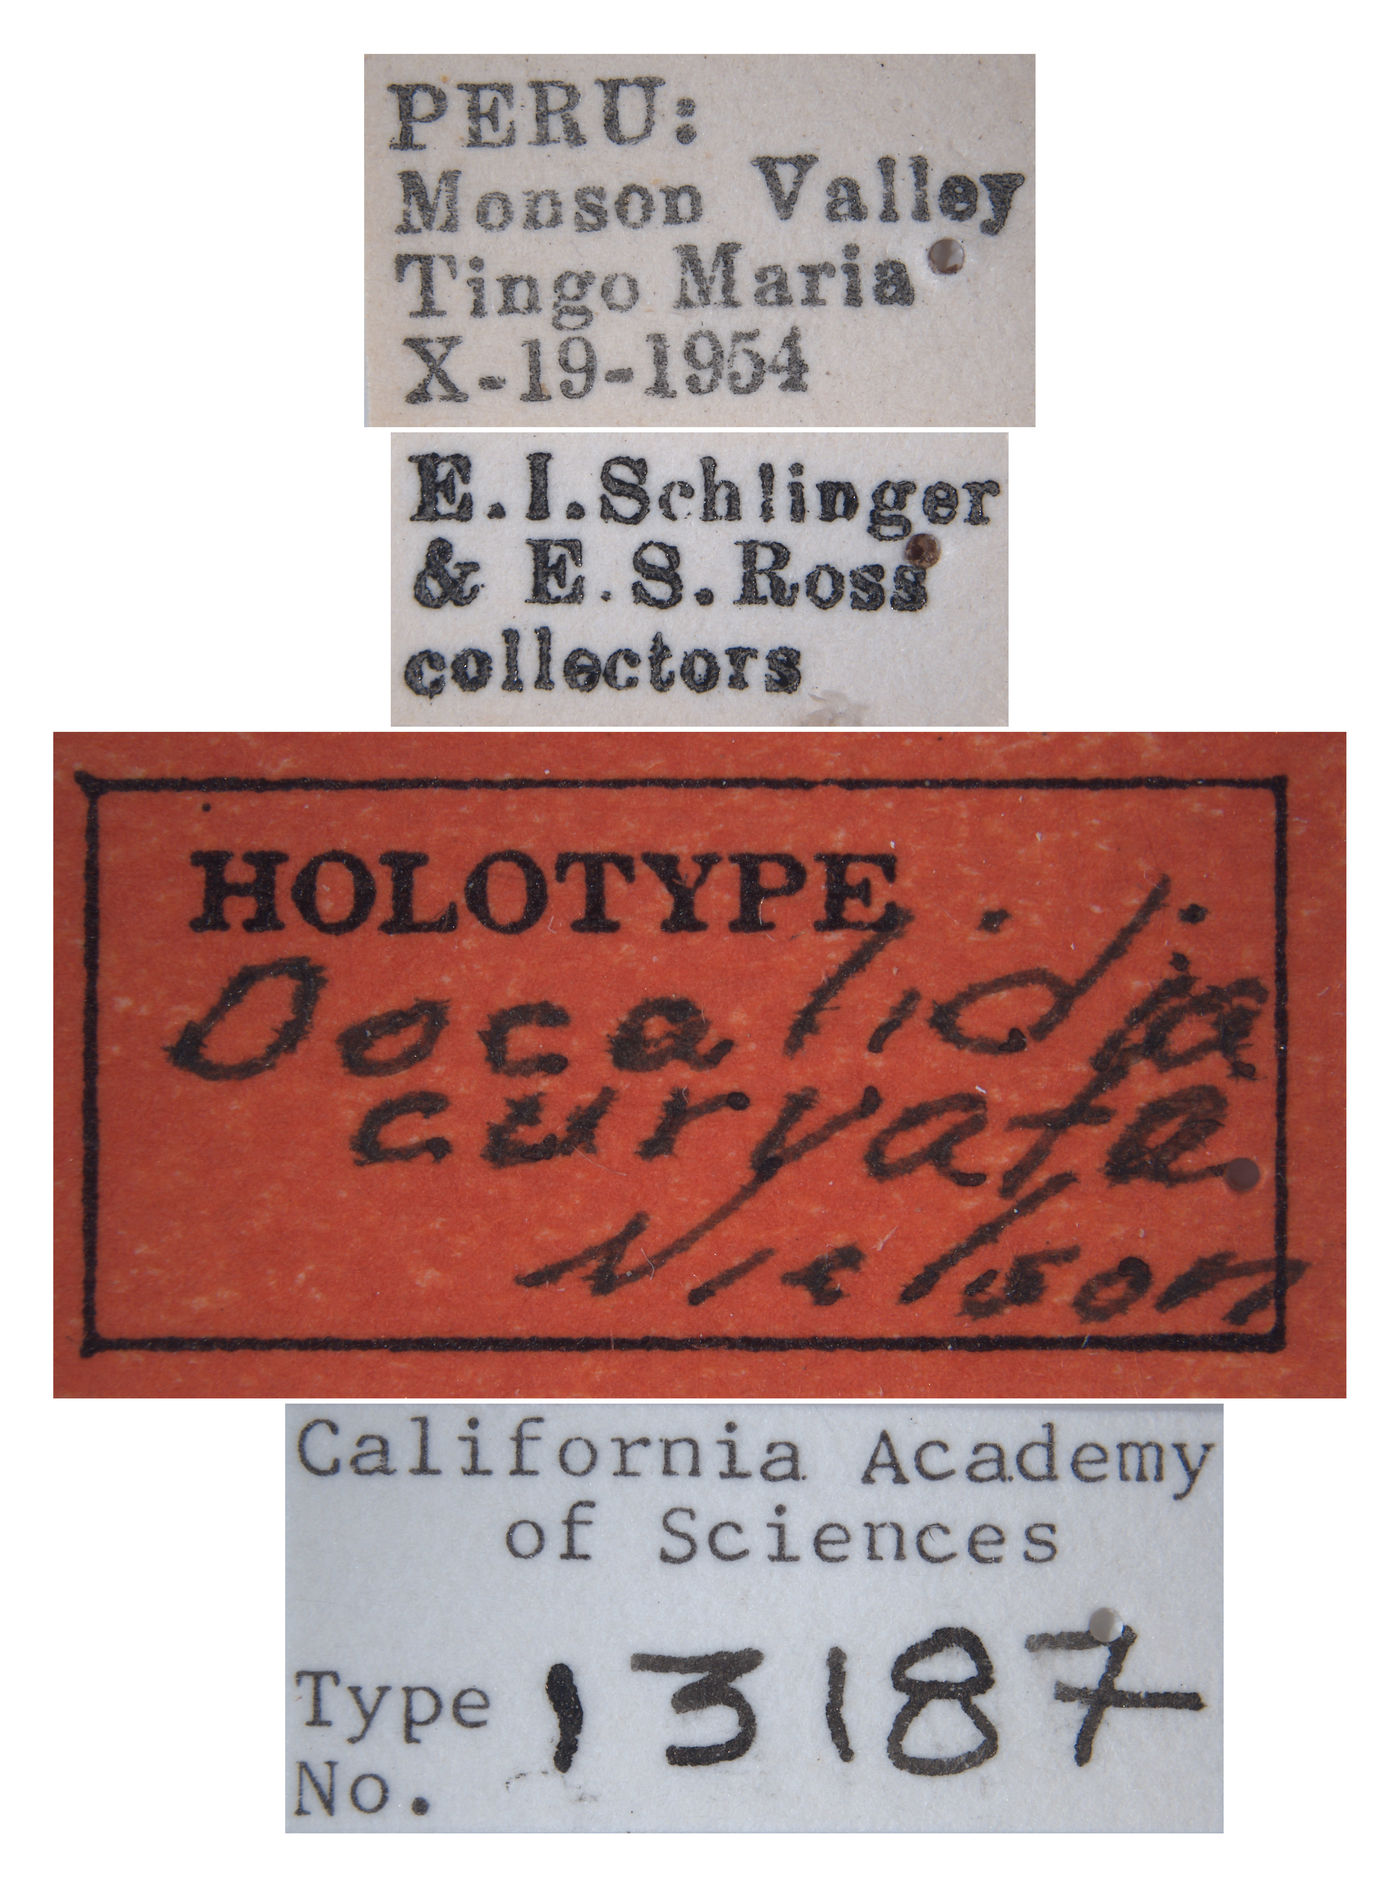 PERU:
Monson Valley
Tingo Maria
X-19-1954
E.I.Schlinger
& E.S.Ross
collectors
HOLOTYPE
Docalidia
curvata
Nielson
California Academy
of Sciences
Type 13187
No.